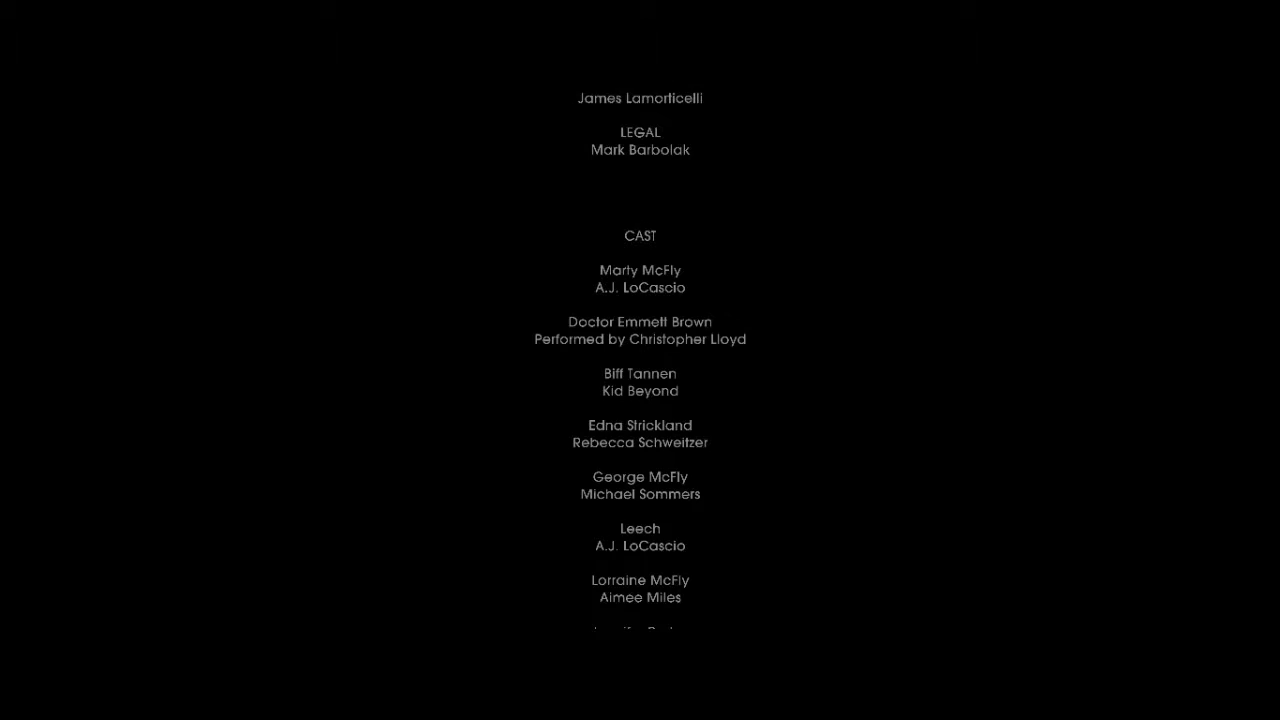 James Lamorticelli
LEGAL
Mark Barbolak
CAST
Marty McFly
A.J. LoCascio
Doctor Emmett Brown
Performed by Christopher Lloyd
Biff Tannen
Kid Beyond
Edna Strickland
Rebecca Schweitzer
George McFly
Michael Sommers
Leech
A.J. LoCascio
Lorraine McFly
Aimee Miles